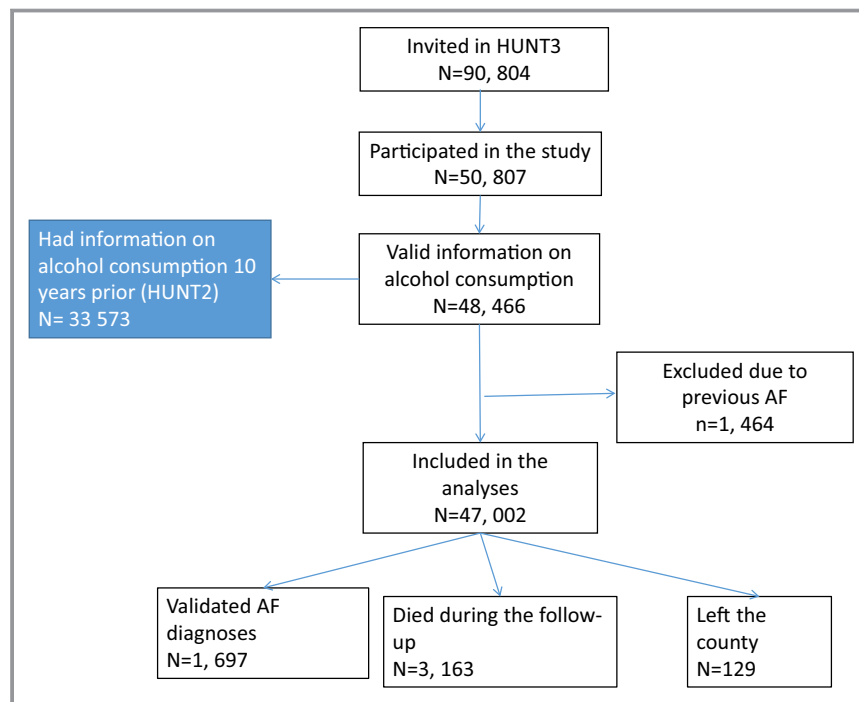 Invited in HUNT3
N=90, 804
Participated in the study
N=50, 807
Had information on
alcohol consumption 10
years prior (HUNT2)
N= 33 573
Valid information on
alcohol consumption
N=48, 466
Excluded due to
previous AF
n=1, 464
Included in the
analyses
N=47, 002
Validated AF
diagnoses
N=1, 697
Died during the follow-
up
N=3, 163
Left the
county
N=129